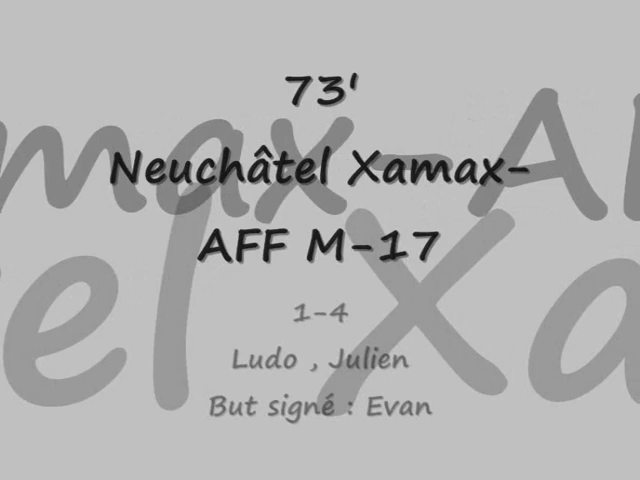 73'
Neuchâtel Xamax-
AFF M-17
1-4
Ludo , Julien
But signé : Evan